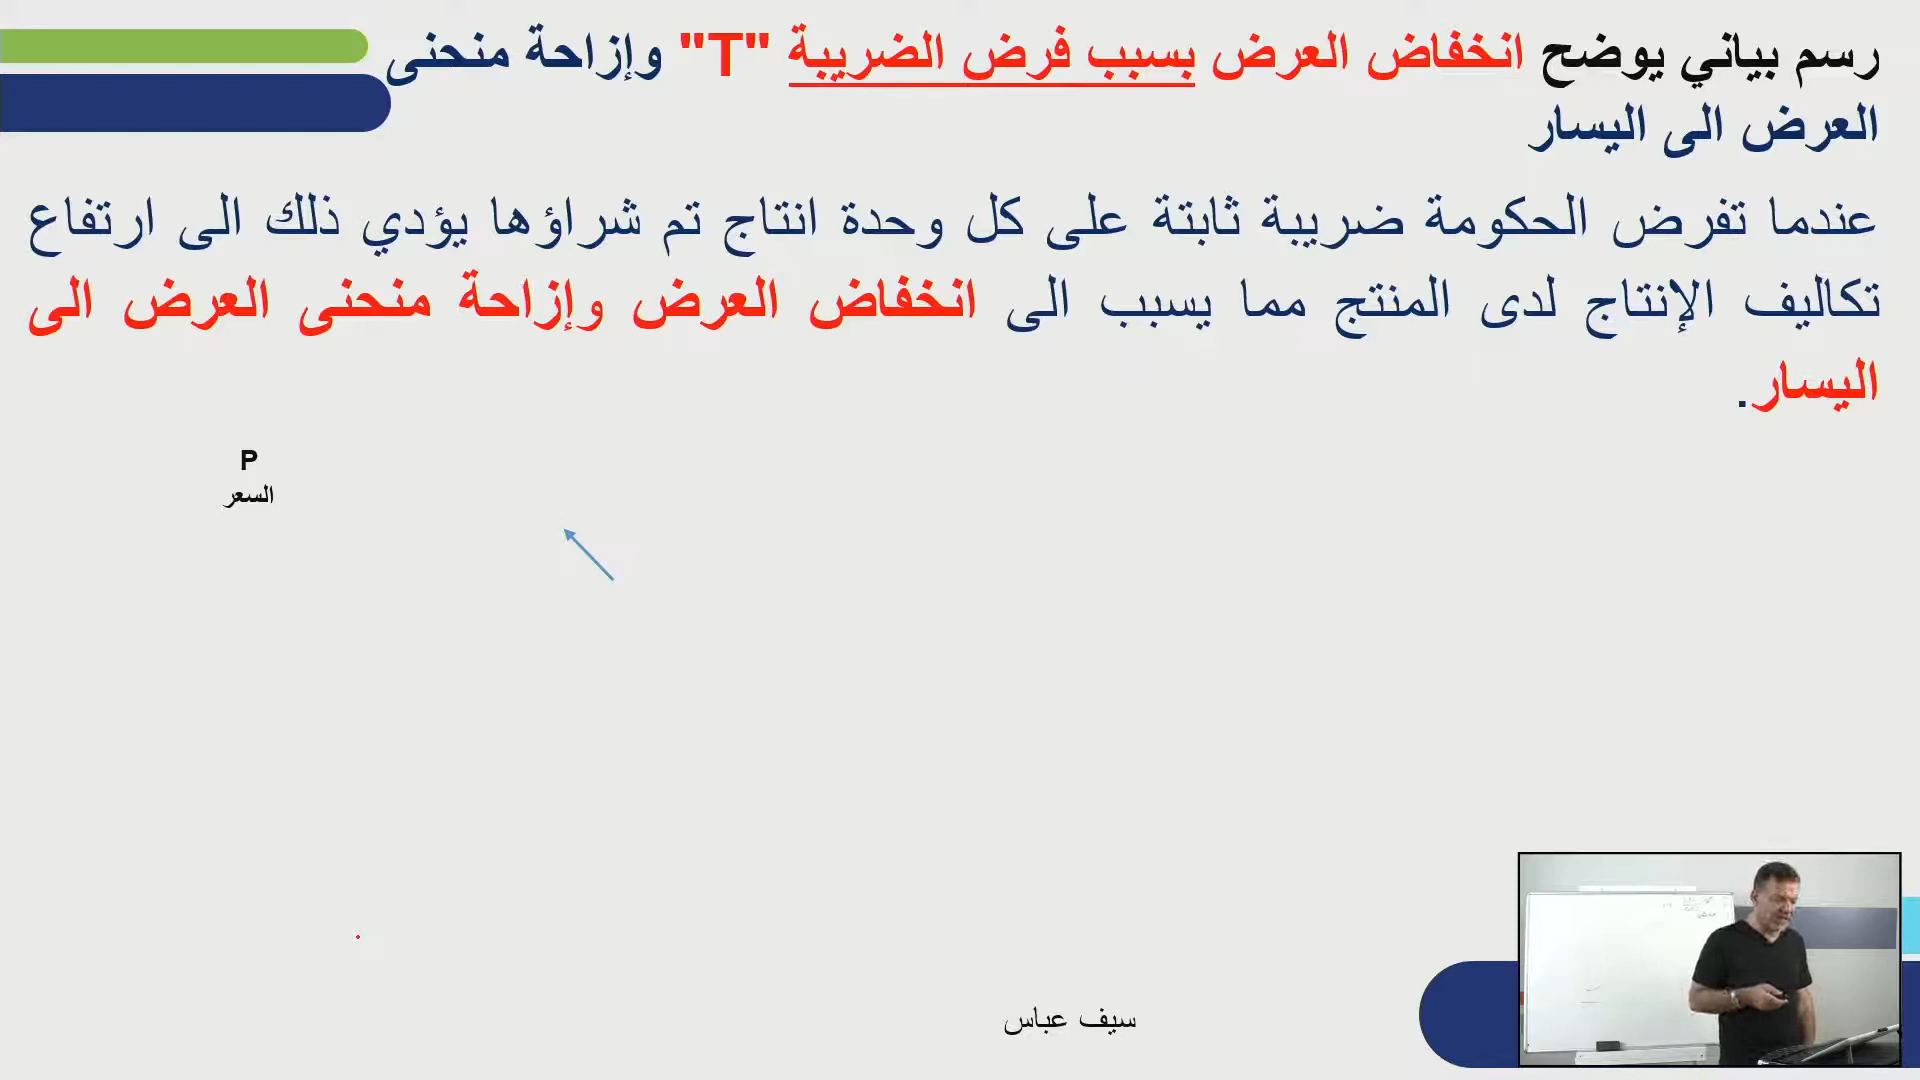 رسم بياني يوضح انخفاض العرض بسبب فرض الضريبة "T" وإزاحة منحنى
العرض الى اليسار
عندما تفرض الحكومة ضريبة ثابتة على كل وحدة انتاج تم شراؤها يؤدي ذلك الى ارتفاع
تكاليف الإنتاج لدى المنتج مما يسبب الى انخفاض العرض وإزاحة منحنى العرض الى
اليسار.
P
السعر
سيف عباس